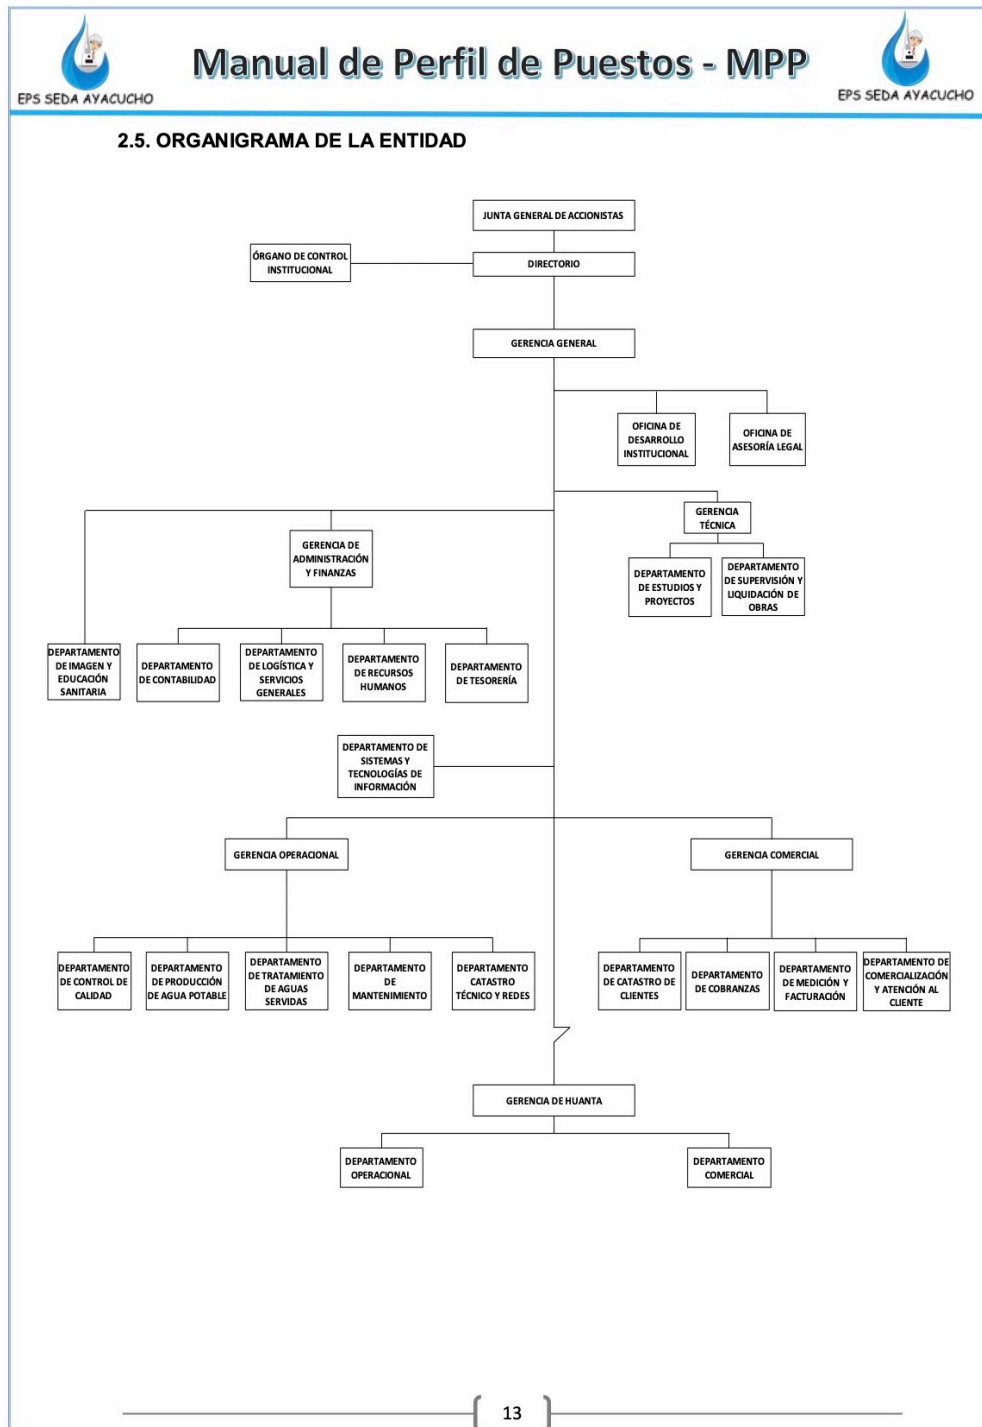 Manual de Perfil de Puestos - MPP
EPS SEDA AYACUCHO
EPS SEDA AYACUCHO
2.5. ORGANIGRAMA DE LA ENTIDAD
JUNTA GENERAL DE ACCIONISTAS
ÓRGANO DE CONTROL
INSTITUCIONAL
DIRECTORIO
GERENCIA GENERAL
OFICINA DE
DESARROLLO
INSTITUCIONAL
OFICINA DE
ASESORÍA LEGAL
GERENCIA
TÉCNICA
GERENCIA DE
ADMINISTRACIÓN
Y FINANZAS
DEPARTAMENTO
DE ESTUDIOS Y
PROYECTOS
DEPARTAMENTO
DE SUPERVISIÓN Y
LIQUIDACIÓN DE
OBRAS
DEPARTAMENTO
DE IMAGEN Y
EDUCACIÓN
SANITARIA
DEPARTAMENTO
DE CONTABILIDAD
DEPARTAMENTO
DE LOGÍSTICA Y
SERVICIOS
GENERALES
DEPARTAMENTO
DE RECURSOS
HUMANOS
DEPARTAMENTO
DE TESORERÍA
DEPARTAMENTO DE
SISTEMAS Y
TECNOLOGÍAS DE
INFORMACIÓN
GERENCIA OPERACIONAL
GERENCIA COMERCIAL
DEPARTAMENTO
DE CONTROL DE
CALIDAD
DEPARTAMENTO
DE PRODUCCIÓN
DE AGUA POTABLE
DEPARTAMENTO
DE TRATAMIENTO
DE AGUAS
SERVIDAS
DEPARTAMENTO
DE
MANTENIMIENTO
DEPARTAMENTO
CATASTRO
TÉCNICO Y REDES
DEPARTAMENTO
DE CATASTRO DE
CLIENTES
DEPARTAMENTO
DE COBRANZAS
DEPARTAMENTO
DE MEDICIÓN Y
FACTURACIÓN
DEPARTAMENTO DE
COMERCIALIZACIÓN
Y ATENCIÓN AL
CLIENTE
GERENCIA DE HUANTA
DEPARTAMENTO
OPERACIONAL
DEPARTAMENTO
COMERCIAL
13